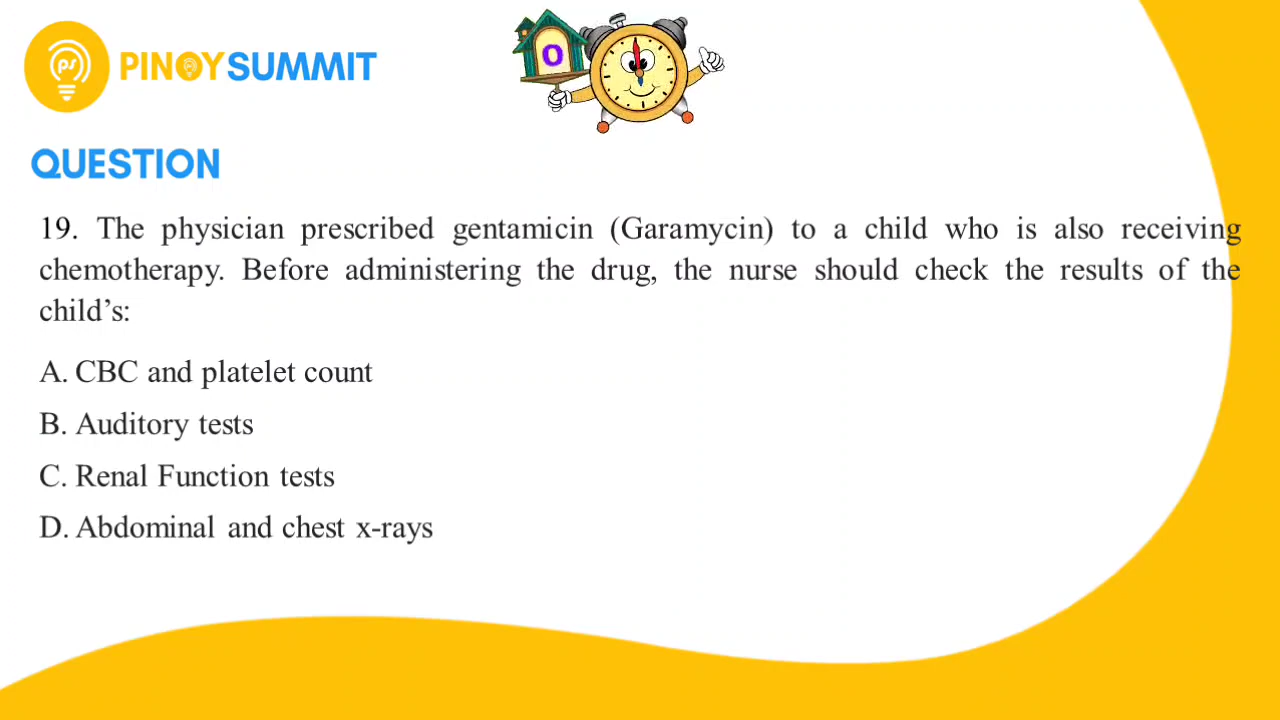 PINOY SUMMIT
O
QUESTION
19. The physician prescribed gentamicin (Garamycin) to a child who is also receiving
chemotherapy. Before administering the drug, the nurse should check the results of the
child’s:
A. CBC and platelet count
B. Auditory tests
C. Renal Function tests
D. Abdominal and chest x-rays